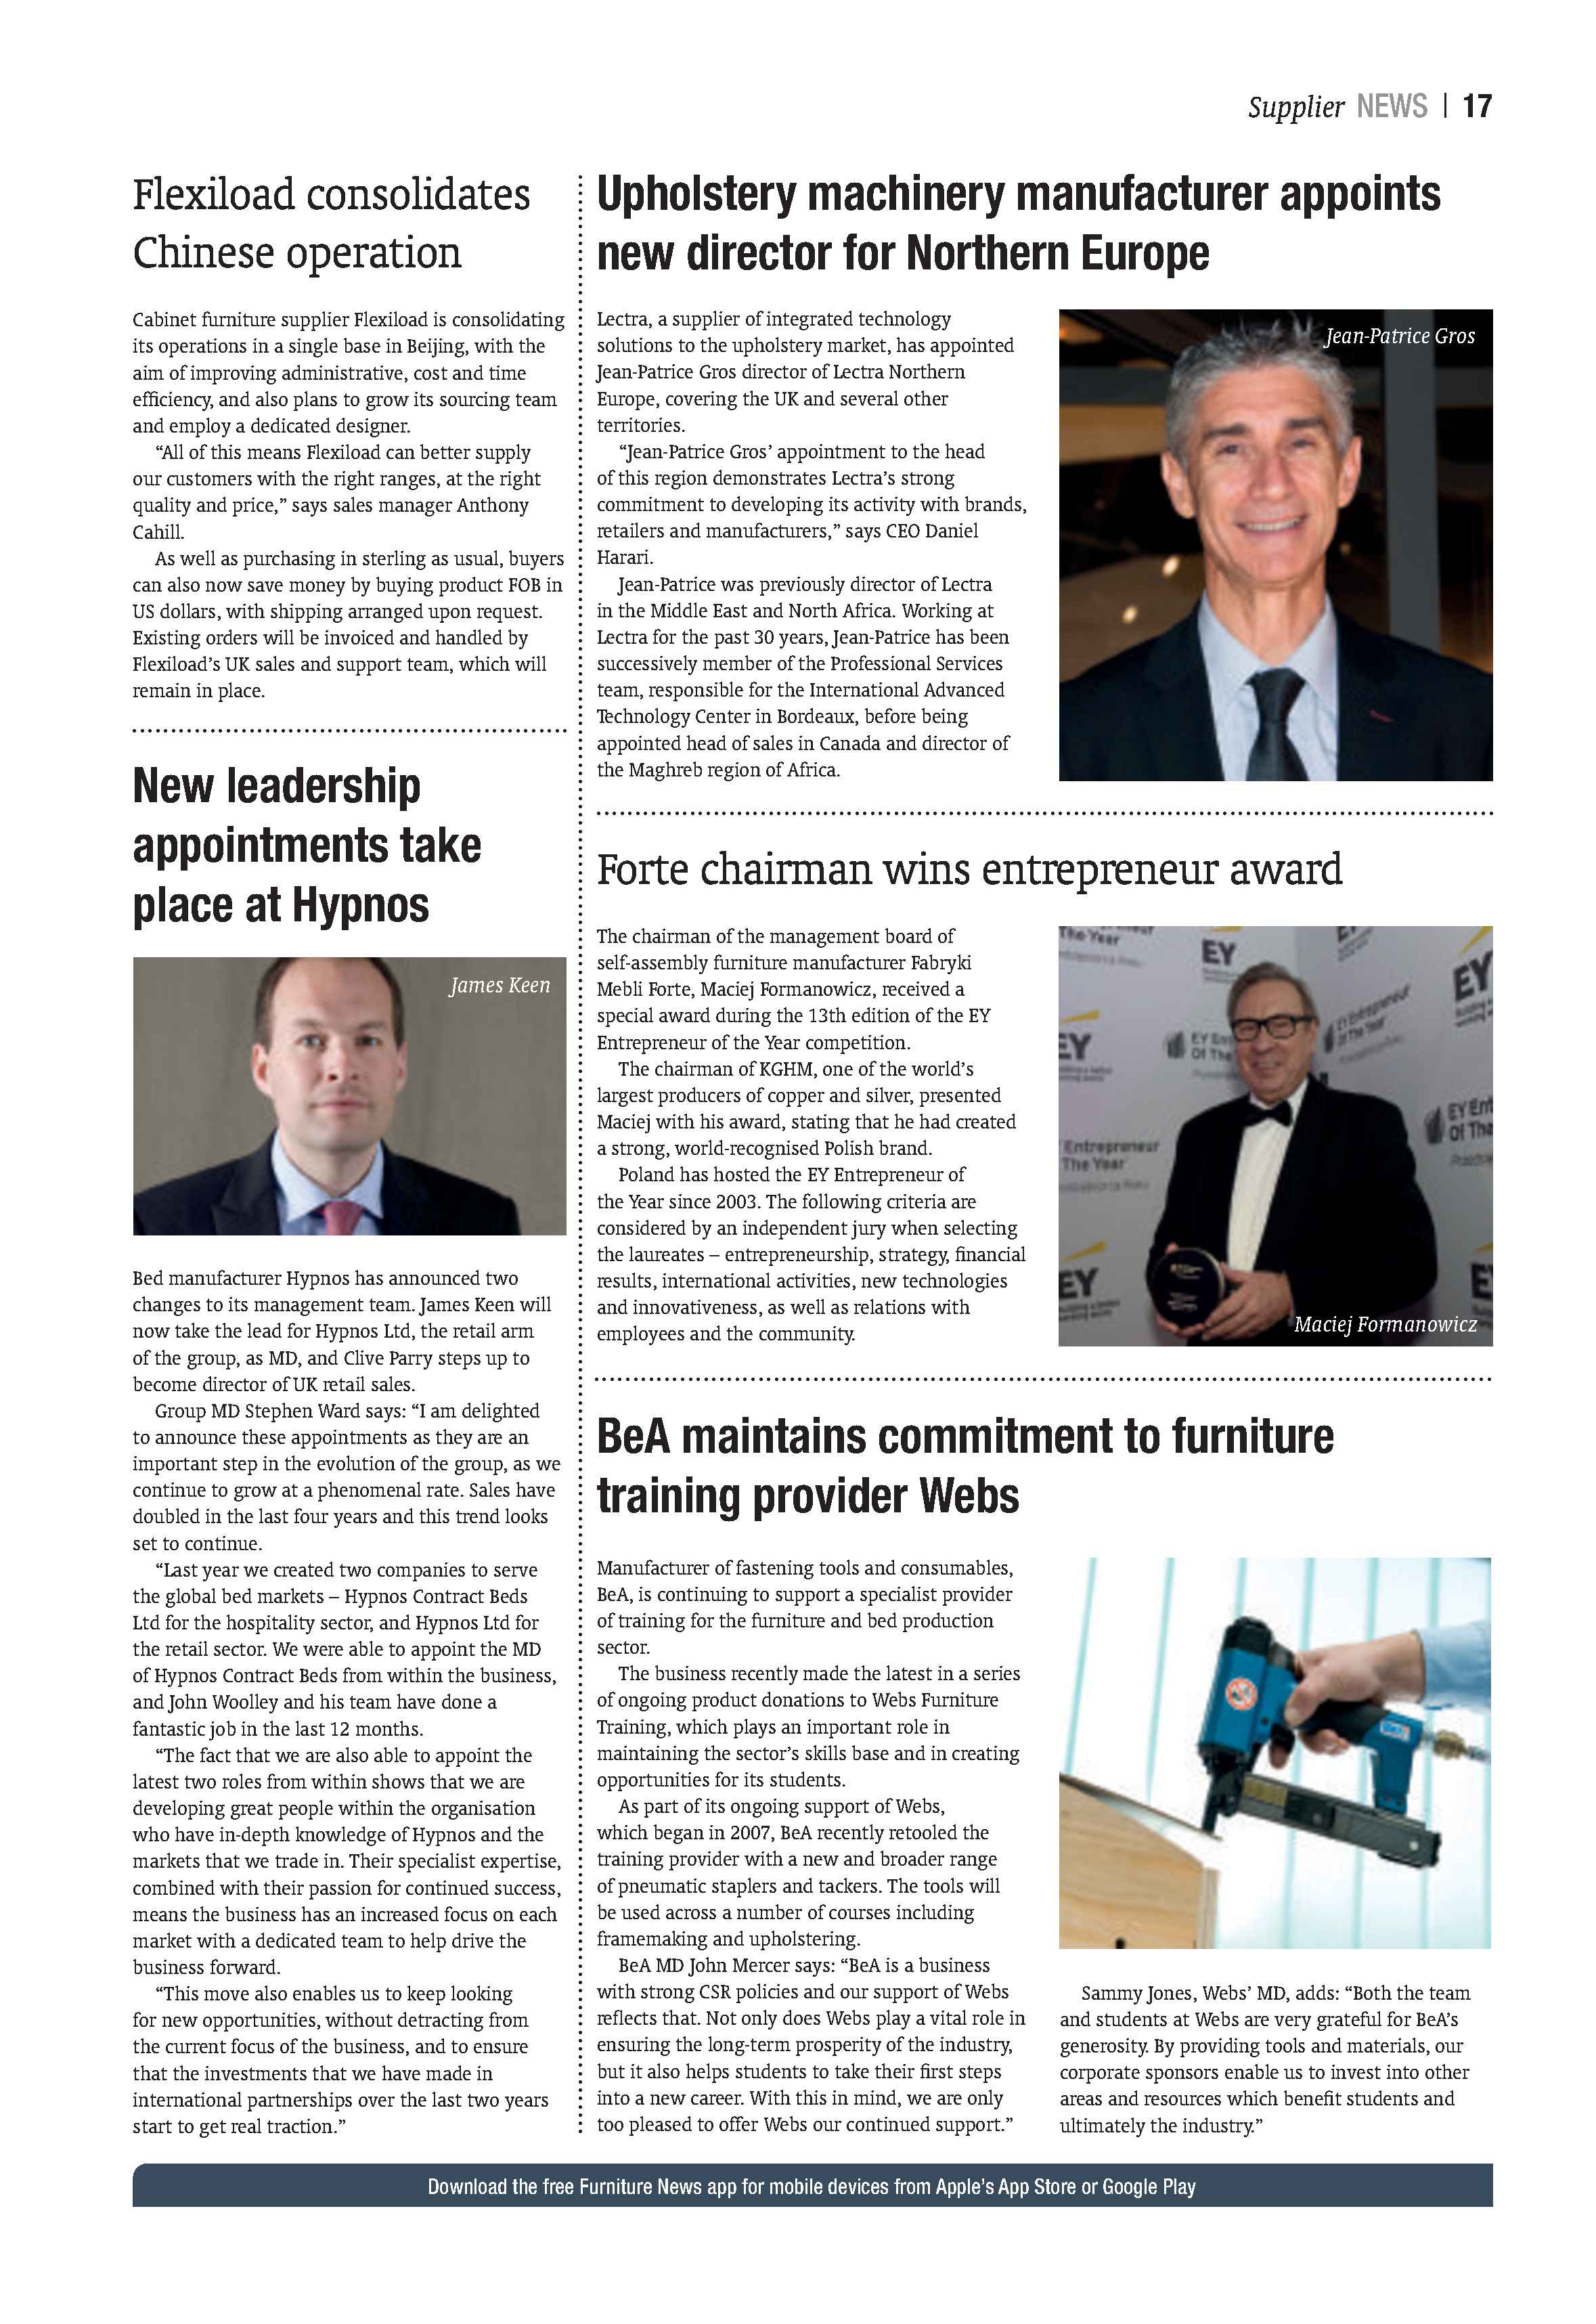 Supplier NEWS | 17
Flexiload consolidates
Chinese operation
Cabinet furniture supplier Flexiload is consolidating
its operations in a single base in Beijing, with the
aim of improving administrative, cost and time
efficiency, and also plans to grow its sourcing team
and employ a dedicated designer.
“All of this means Flexiload can better supply
our customers with the right ranges, at the right
quality and price,” says sales manager Anthony
Cahill.
As well as purchasing in sterling as usual, buyers
can also now save money by buying product FOB in
US dollars, with shipping arranged upon request.
Existing orders will be invoiced and handled by
Flexiload’s UK sales and support team, which will
remain in place.
New leadership
appointments take
place at Hypnos
James Keen
Bed manufacturer Hypnos has announced two
changes to its management team. James Keen will
now take the lead for Hypnos Ltd, the retail arm
of the group, as MD, and Clive Parry steps up to
become director of UK retail sales.
Group MD Stephen Ward says: “I am delighted
to announce these appointments as they are an
important step in the evolution of the group, as we
continue to grow at a phenomenal rate. Sales have
doubled in the last four years and this trend looks
set to continue.
“Last year we created two companies to serve
the global bed markets – Hypnos Contract Beds
Ltd for the hospitality sector, and Hypnos Ltd for
the retail sector. We were able to appoint the MD
of Hypnos Contract Beds from within the business,
and John Woolley and his team have done a
fantastic job in the last 12 months.
“The fact that we are also able to appoint the
latest two roles from within shows that we are
developing great people within the organisation
who have in-depth knowledge of Hypnos and the
markets that we trade in. Their specialist expertise,
combined with their passion for continued success,
means the business has an increased focus on each
market with a dedicated team to help drive the
business forward.
“This move also enables us to keep looking
for new opportunities, without detracting from
the current focus of the business, and to ensure
that the investments that we have made in
international partnerships over the last two years
start to get real traction.”
Upholstery machinery manufacturer appoints
new director for Northern Europe
Lectra, a supplier of integrated technology
solutions to the upholstery market, has appointed
Jean-Patrice Gros director of Lectra Northern
Europe, covering the UK and several other
territories.
“Jean-Patrice Gros’ appointment to the head
of this region demonstrates Lectra’s strong
commitment to developing its activity with brands,
retailers and manufacturers,” says CEO Daniel
Harari.
Jean-Patrice was previously director of Lectra
in the Middle East and North Africa. Working at
Lectra for the past 30 years, Jean-Patrice has been
successively member of the Professional Services
team, responsible for the International Advanced
Technology Center in Bordeaux, before being
appointed head of sales in Canada and director of
the Maghreb region of Africa.
Jean-Patrice Gros
Forte chairman wins entrepreneur award
The chairman of the management board of
self-assembly furniture manufacturer Fabryki
Mebli Forte, Maciej Formanowicz, received a
special award during the 13th edition of the EY
Entrepreneur of the Year competition.
The chairman of KGHM, one of the world’s
largest producers of copper and silver, presented
Maciej with his award, stating that he had created
a strong, world-recognised Polish brand.
Poland has hosted the EY Entrepreneur of
the Year since 2003. The following criteria are
considered by an independent jury when selecting
the laureates – entrepreneurship, strategy, financial
results, international activities, new technologies
and innovativeness, as well as relations with
employees and the community.
The Year
EY
EY
EY
EY Entrepreneur
Of The Year
EY Ent
Of The
EY Ent
Of The
Entrepreneur
The Year
EY
Maciej Formanowicz
BeA maintains commitment to furniture
training provider Webs
Manufacturer of fastening tools and consumables,
BeA, is continuing to support a specialist provider
of training for the furniture and bed production
sector.
The business recently made the latest in a series
of ongoing product donations to Webs Furniture
Training, which plays an important role in
maintaining the sector’s skills base and in creating
opportunities for its students.
As part of its ongoing support of Webs,
which began in 2007, BeA recently retooled the
training provider with a new and broader range
of pneumatic staplers and tackers. The tools will
be used across a number of courses including
framemaking and upholstering.
BeA MD John Mercer says: “BeA is a business
with strong CSR policies and our support of Webs
reflects that. Not only does Webs play a vital role in
ensuring the long-term prosperity of the industry,
but it also helps students to take their first steps
into a new career. With this in mind, we are only
too pleased to offer Webs our continued support.”
Sammy Jones, Webs’ MD, adds: “Both the team
and students at Webs are very grateful for BeA’s
generosity. By providing tools and materials, our
corporate sponsors enable us to invest into other
areas and resources which benefit students and
ultimately the industry.”
Download the free Furniture News app for mobile devices from Apple’s App Store or Google Play